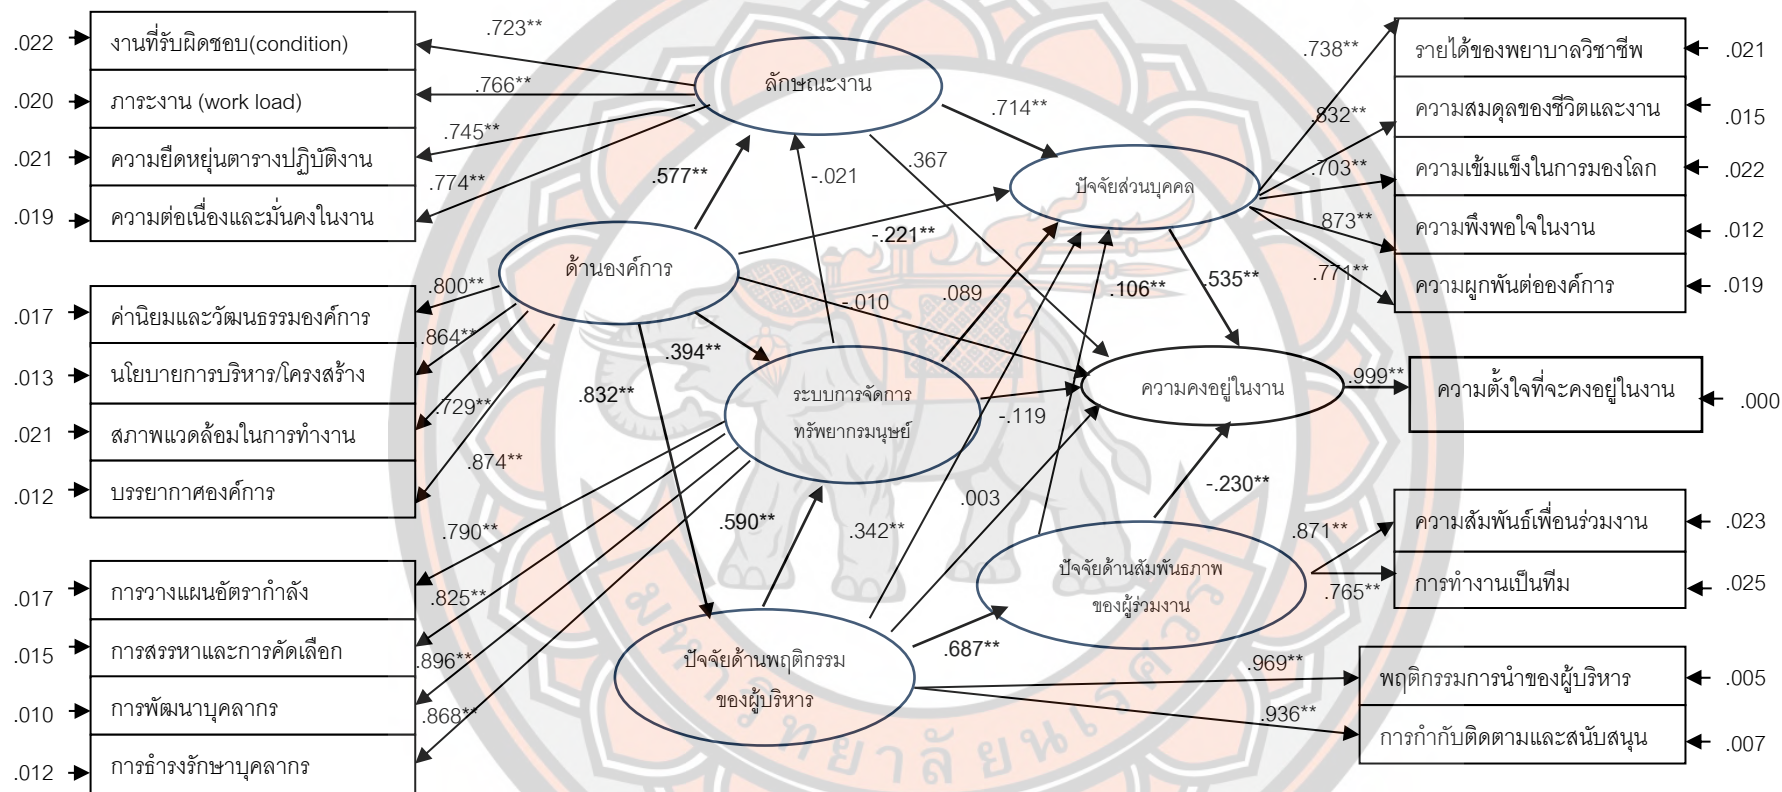 .022
งานที่รับผิดชอบ(condition)
.020
ภาระงาน (work load)
.021
ความยืดหยุ่นตารางปฏิบัติงาน
.019
ความต่อเนื่องและมั่นคงในงาน
.723**
.766**
.745**
.774**
ลักษณะงาน
.714**
.367
-.021
.577**
ด้านองค์การ
-.221**
-.010
.089
.106**
.535**
ปัจจัยส่วนบุคคล
.738**
.832**
.703**
.873**
.771**
รายได้ของพยาบาลวิชาชีพ
.021
ความสมดุลของชีวิตและงาน
.015
ความเข้มแข็งในการมองโลก
.022
ความพึงพอใจในงาน
.012
ความผูกพันต่อองค์การ
.019
.017
ค่านิยมและวัฒนธรรมองค์การ
.013
นโยบายการบริหาร/โครงสร้าง
.021
สภาพแวดล้อมในการทำงาน
.012
บรรยากาศองค์การ
.800**
.864**
.729**
.874**
.832**
.394**
ระบบการจัดการ
ทรัพยากรมนุษย์
-.119
ความคงอยู่ในงาน
.999**
ความตั้งใจที่จะคงอยู่ในงาน
.000
.790**
.825**
.896**
.868**
.590**
.342**
.003
-.230**
.017
การวางแผนอัตรากำลัง
.015
การสรรหาและการคัดเลือก
.010
การพัฒนาบุคลากร
.012
การธำรงรักษาบุคลากร
ปัจจัยด้านพฤติกรรม
ของผู้บริหาร
.687**
ปัจจัยด้านสัมพันธภาพ
ของผู้ร่วมงาน
.871**
.765**
ความสัมพันธ์เพื่อนร่วมงาน
.023
การทำงานเป็นทีม
.025
.969**
.936**
พฤติกรรมการนำของผู้บริหาร
.005
การกำกับติดตามและสนับสนุน
.007
มหาวิทยาลัยนเรศวร